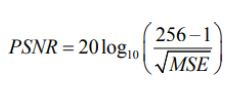 PSNR = 20 log₁₀ ( (256 − 1) / √MSE )